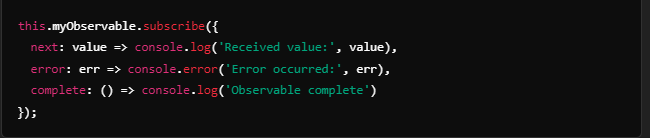 this.myObservable.subscribe({
  next: value => console.log('Received value:', value),
  error: err => console.error('Error occurred:', err),
  complete: () => console.log('Observable complete')
});